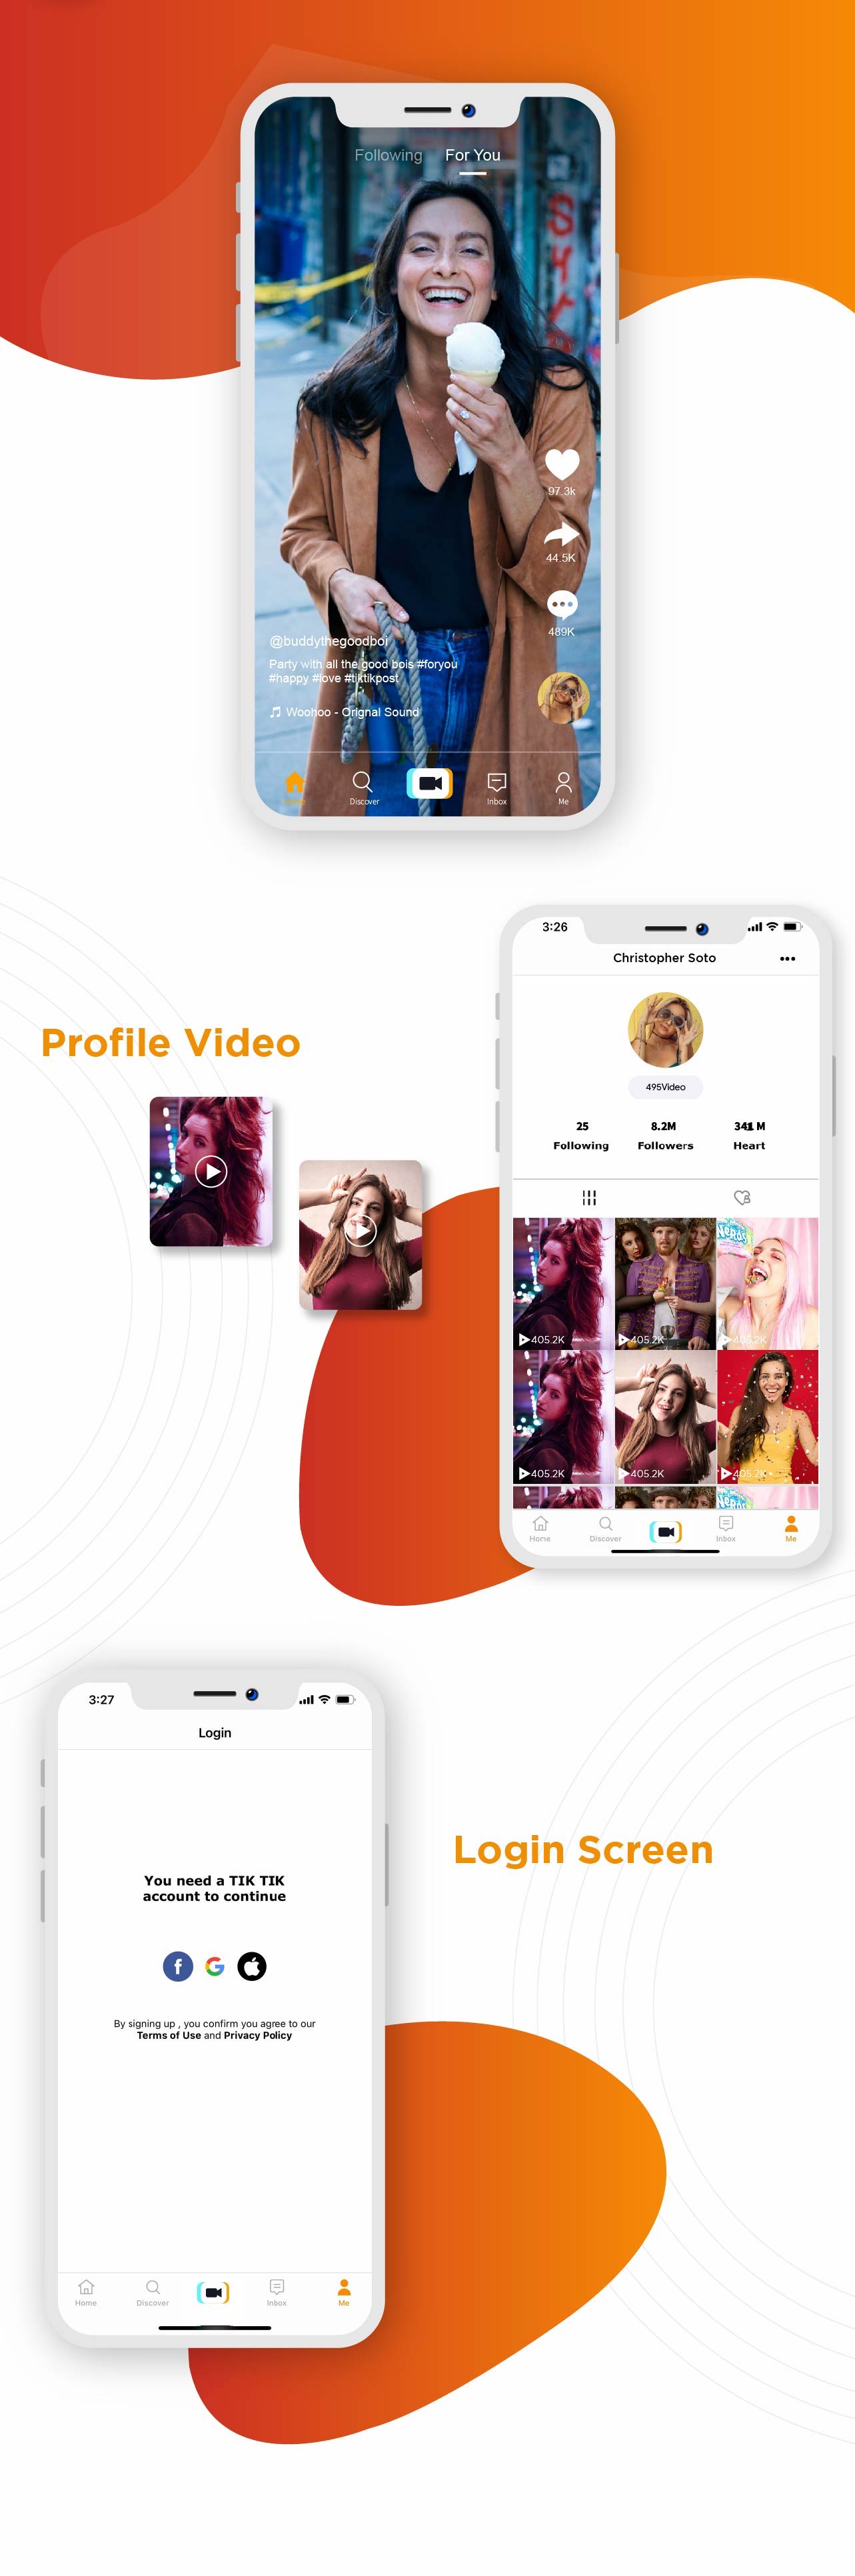 Following For You
97.3k
44.5K
489K
@buddythegoodboi
Party with all the good bois #foryou
#happy #love #tiktikpost
Woohoo - Orignal Sound
Home Discover Inbox Me
3:26
Christopher Soto
Profile Video
495Video
25 8.2M 341 M
Following Followers Heart
405.2K 405.2K 405.2K
405.2K 405.2K 405.2K
Home Discover Inbox Me
3:27
Login
Login Screen
You need a TIK TIK
account to continue
By signing up , you confirm you agree to our
Terms of Use and Privacy Policy
Home Discover Inbox Me